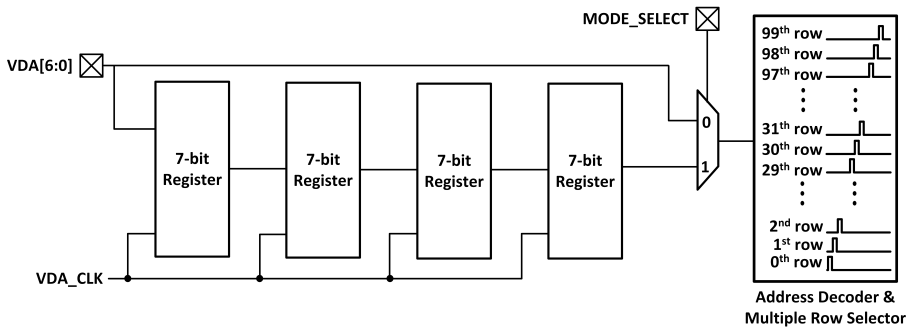 MODE_SELECT
VDA[6:0]
7-bit
Register
7-bit
Register
7-bit
Register
7-bit
Register
0
1
VDA_CLK
99th row
98th row
97th row
31th row
30th row
29th row
2nd row
1st row
0th row
Address Decoder &
Multiple Row Selector